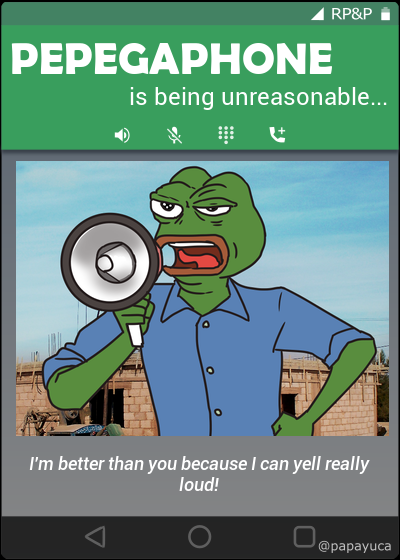 RP&P
PEPEGAPHONE
is being unreasonable...
I'm better than you because I can yell really
loud!
@papayuca